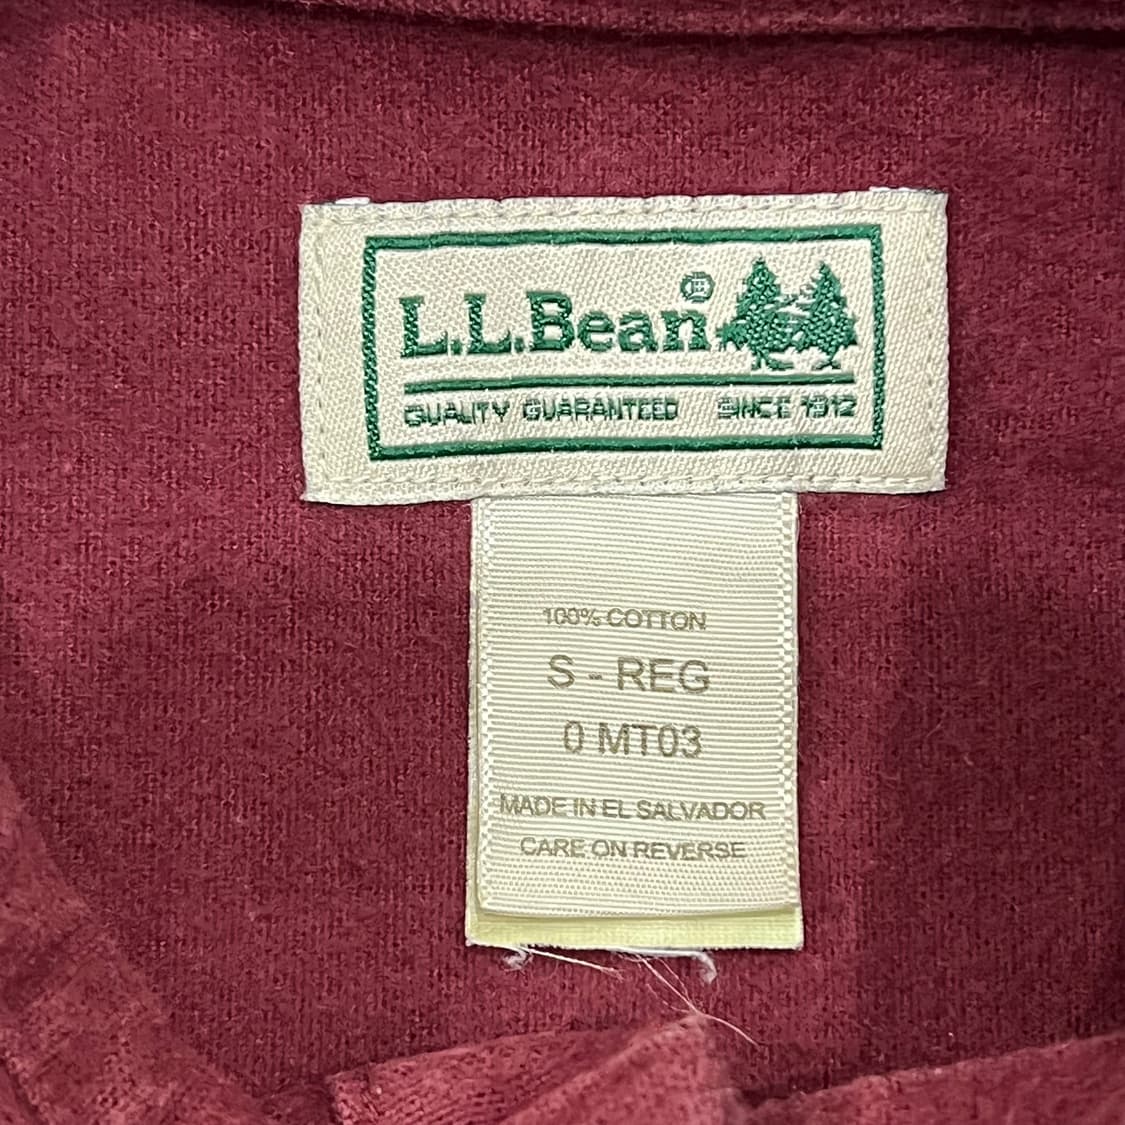 L.L.Bean®
QUALITY GUARANTEED SINCE 1912
100% COTTON
S - REG
0 MT03
MADE IN EL SALVADOR
CARE ON REVERSE